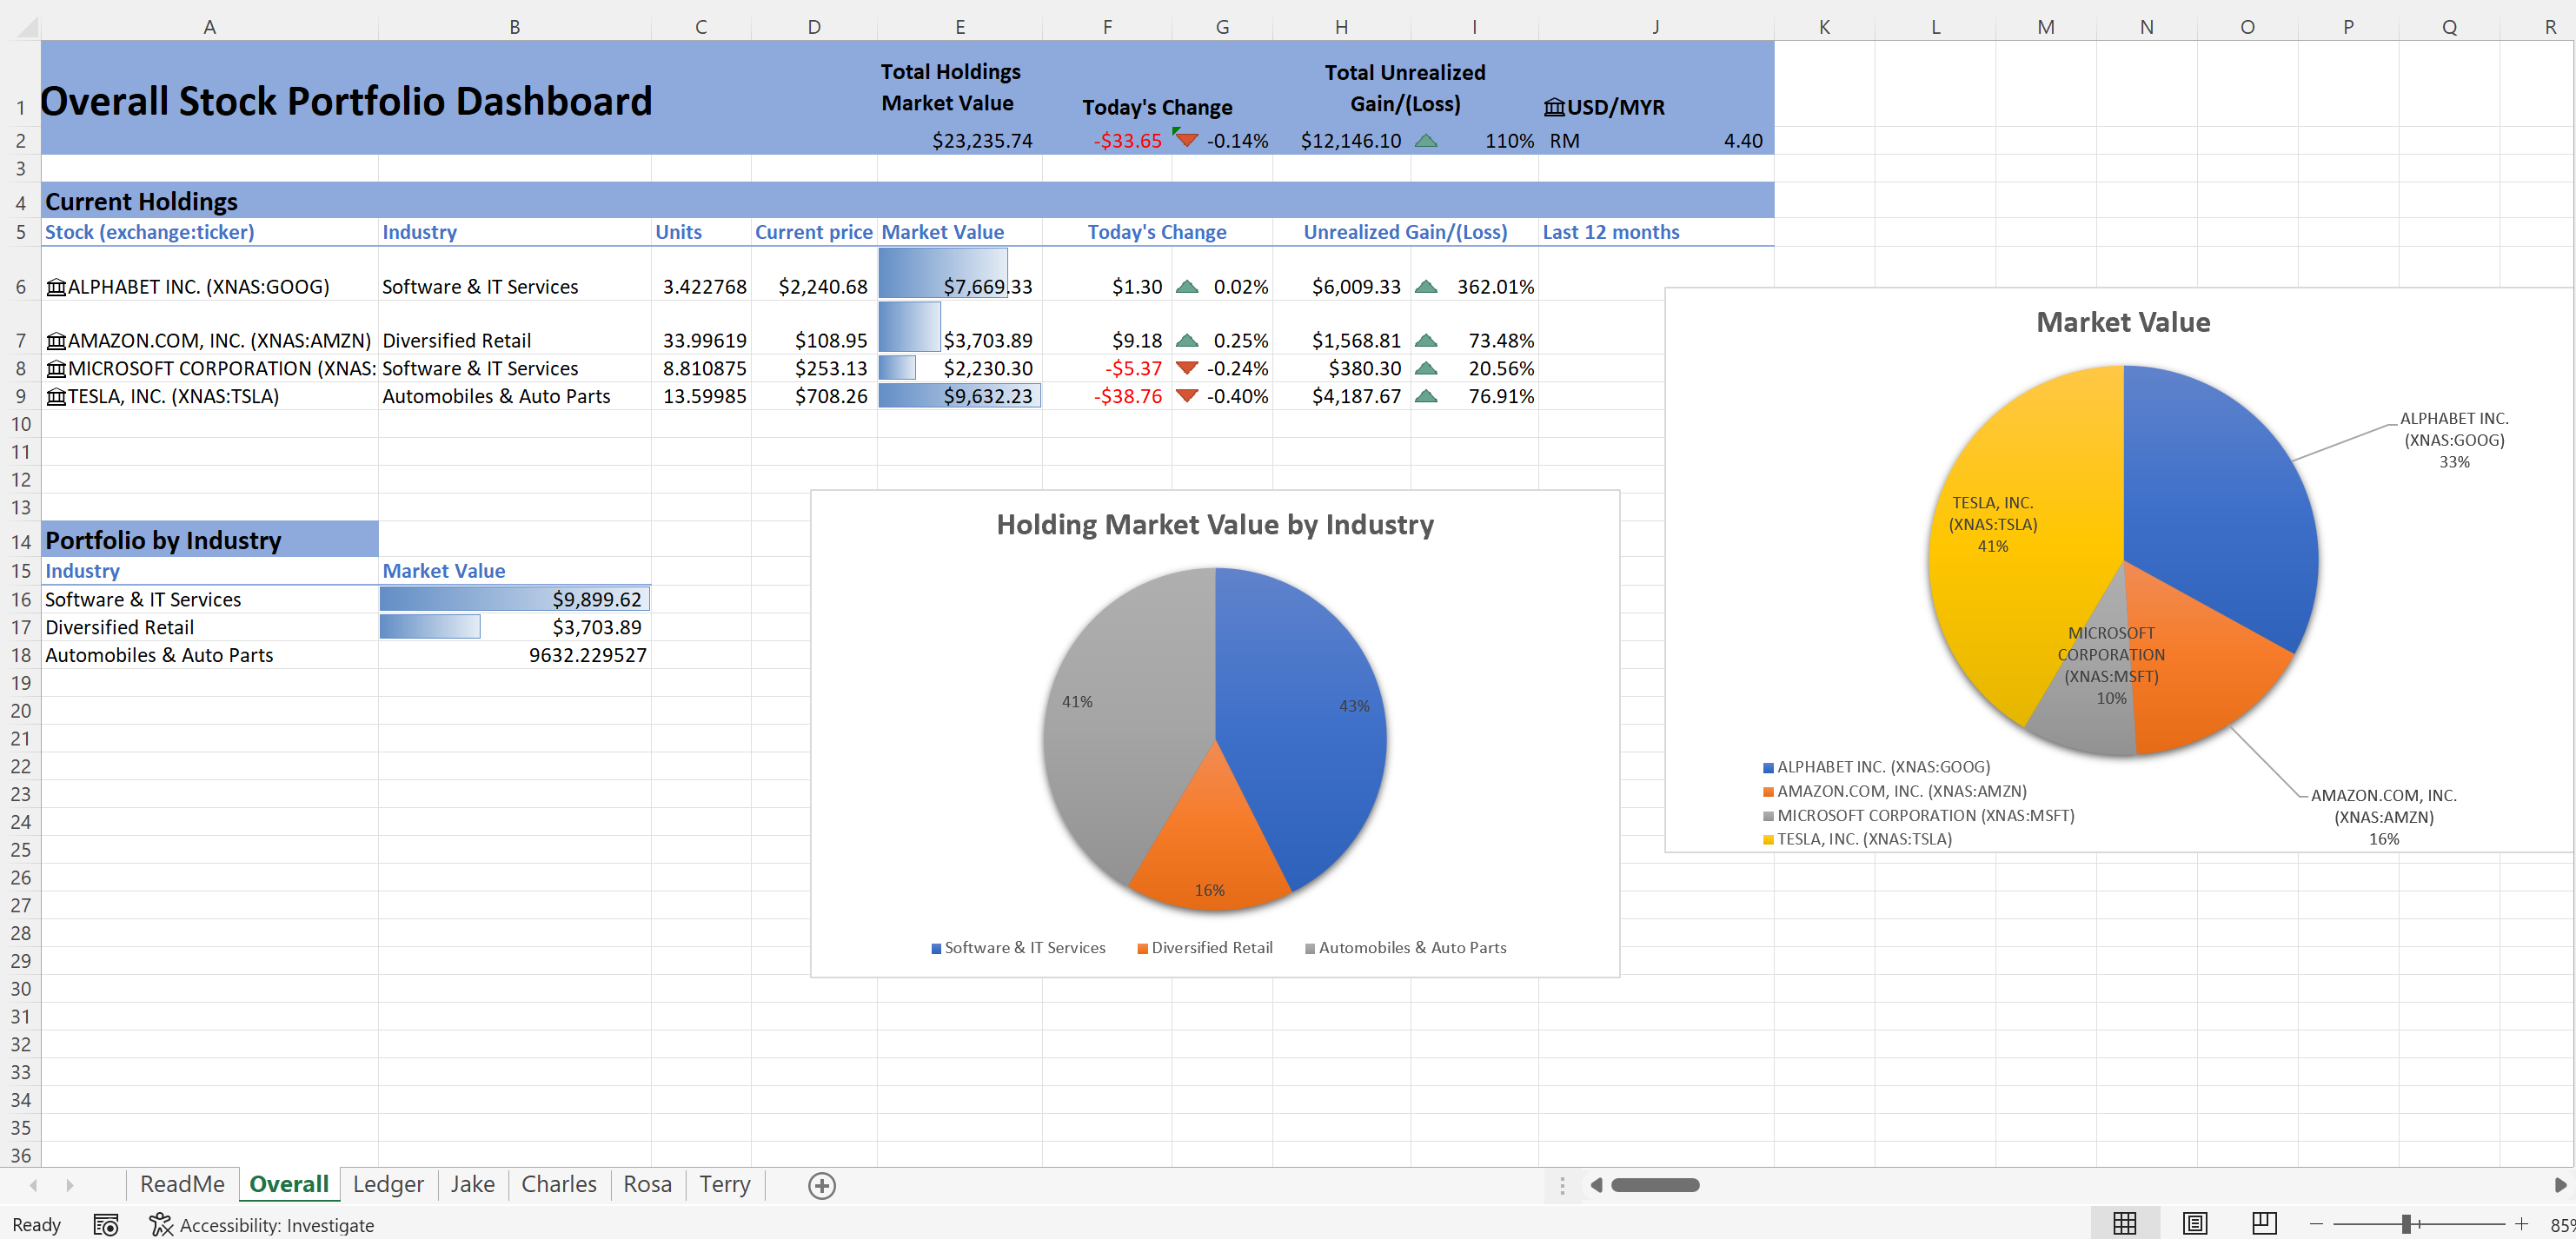 A B C D E F G H I J K L M N O P Q R
1 Overall Stock Portfolio Dashboard Total Holdings Market Value Today's Change Total Unrealized Gain/(Loss) USD/MYR
2 $23,235.74 -$33.65 -0.14% $12,146.10 110% RM 4.40
3
4 Current Holdings
5 Stock (exchange:ticker) Industry Units Current price Market Value Today's Change Unrealized Gain/(Loss) Last 12 months
6 ALPHABET INC. (XNAS:GOOG) Software & IT Services 3.422768 $2,240.68 $7,669.33 $1.30 0.02% $6,009.33 362.01%
7 AMAZON.COM, INC. (XNAS:AMZN) Diversified Retail 33.99619 $108.95 $3,703.89 $9.18 0.25% $1,568.81 73.48%
8 MICROSOFT CORPORATION (XNAS: Software & IT Services 8.810875 $253.13 $2,230.30 -$5.37 -0.24% $380.30 20.56%
9 TESLA, INC. (XNAS:TSLA) Automobiles & Auto Parts 13.59985 $708.26 $9,632.23 -$38.76 -0.40% $4,187.67 76.91%
10
11
12
13
14 Portfolio by Industry
15 Industry Market Value
16 Software & IT Services $9,899.62
17 Diversified Retail $3,703.89
18 Automobiles & Auto Parts 9632.229527
19
20
21
22
23
24
25
26
27
28
29
30
31
32
33
34
35
36
Holding Market Value by Industry
41%
43%
16%
Software & IT Services Diversified Retail Automobiles & Auto Parts
Market Value
ALPHABET INC.
(XNAS:GOOG)
33%
TESLA, INC.
(XNAS:TSLA)
41%
MICROSOFT
CORPORATION
(XNAS:MSFT)
10%
AMAZON.COM, INC.
(XNAS:AMZN)
16%
ALPHABET INC. (XNAS:GOOG)
AMAZON.COM, INC. (XNAS:AMZN)
MICROSOFT CORPORATION (XNAS:MSFT)
TESLA, INC. (XNAS:TSLA)
ReadMe Overall Ledger Jake Charles Rosa Terry
Ready Accessibility: Investigate 85%